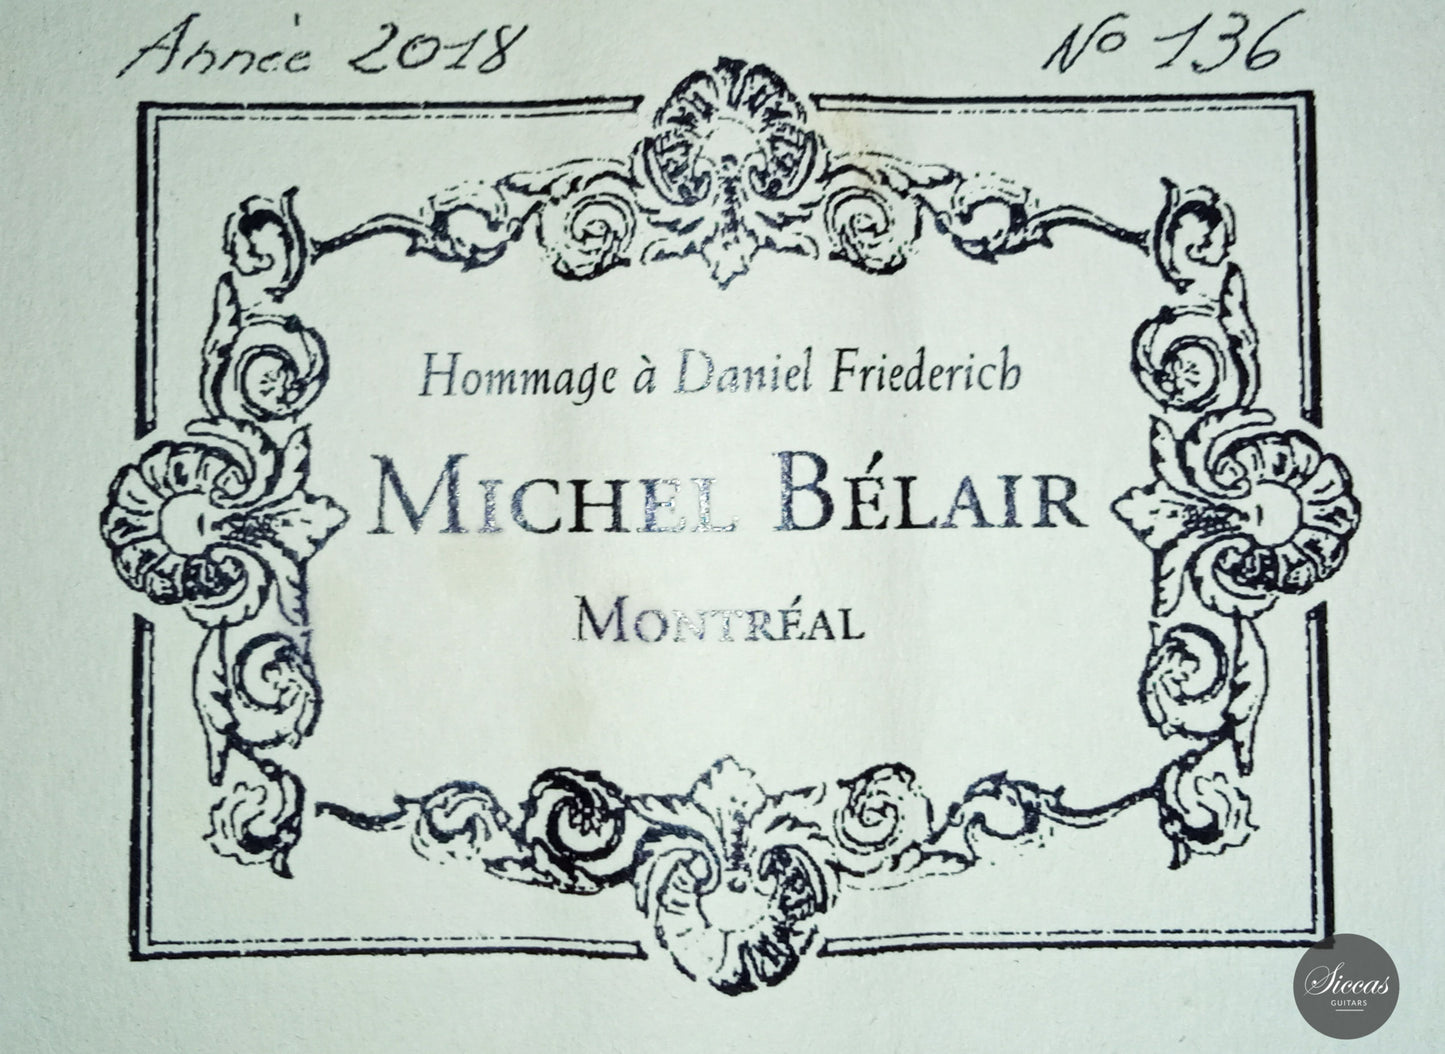 Année 2018 No 136
Hommage à Daniel Friederich
MICHEL BÉLAIR
MONTRÉAL
Siccas
GUITARS